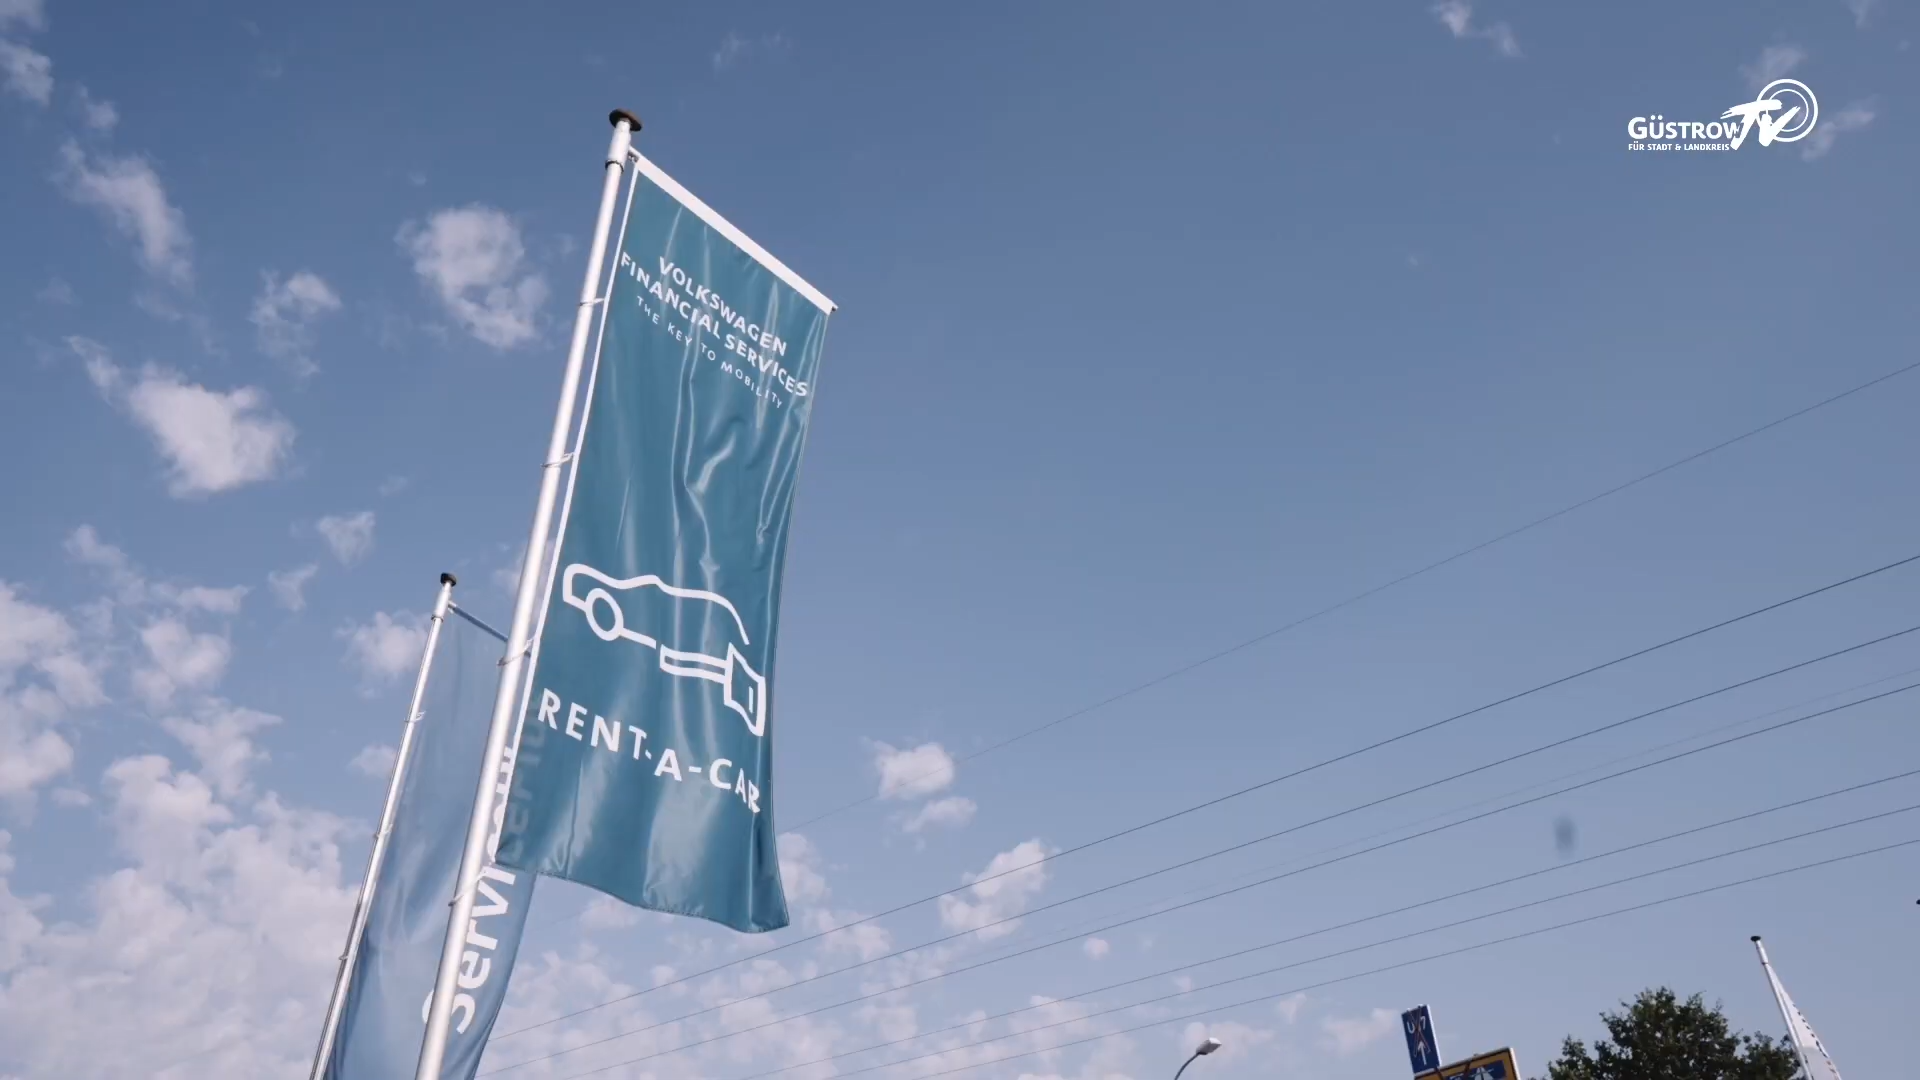 GÜSTROW TV
FÜR STADT & LANDKREIS
VOLKSWAGEN
FINANCIAL SERVICES
THE KEY TO MOBILITY
RENT-A-CAR
Service